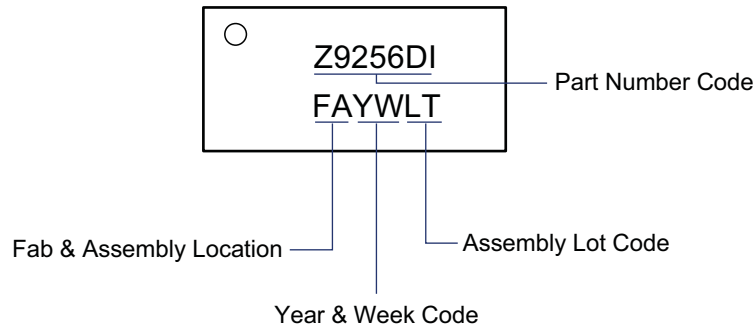 Z9256DI
Part Number Code
FAYWLT
Fab & Assembly Location
Assembly Lot Code
Year & Week Code